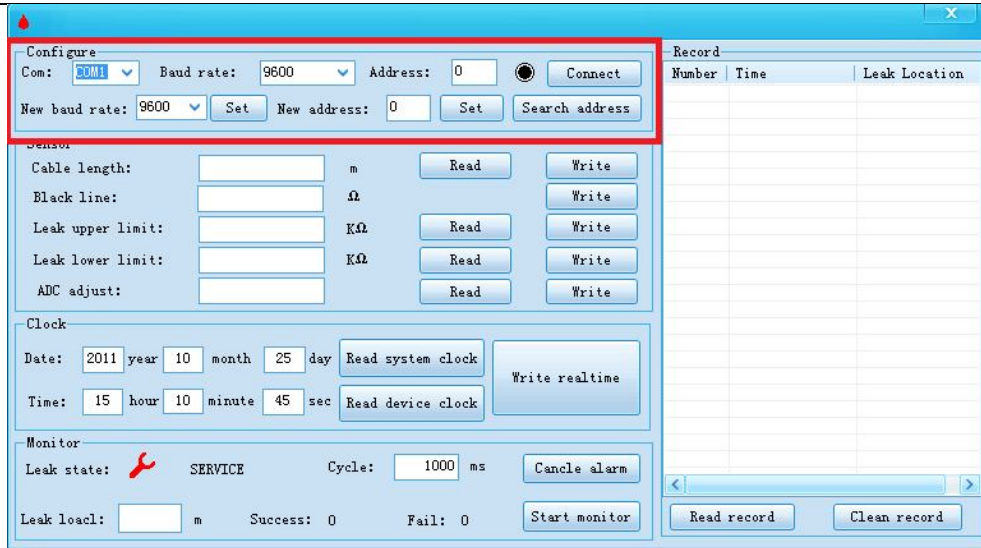 X
Configure
Com: COM1 Baud rate: 9600 Address: 0 Connect
New baud rate: 9600 Set New address: 0 Set Search address
Sensor
Cable length: m Read Write
Black line: Ω Write
Leak upper limit: KΩ Read Write
Leak lower limit: KΩ Read Write
ADC adjust: Read Write
Clock
Date: 2011 year 10 month 25 day Read system clock
Write realtime
Time: 15 hour 10 minute 45 sec Read device clock
Monitor
Leak state: SERVICE Cycle: 1000 ms Cancle alarm
Leak loacl: m Success: 0 Fail: 0 Start monitor
Record
Number Time Leak Location
Read record Clean record